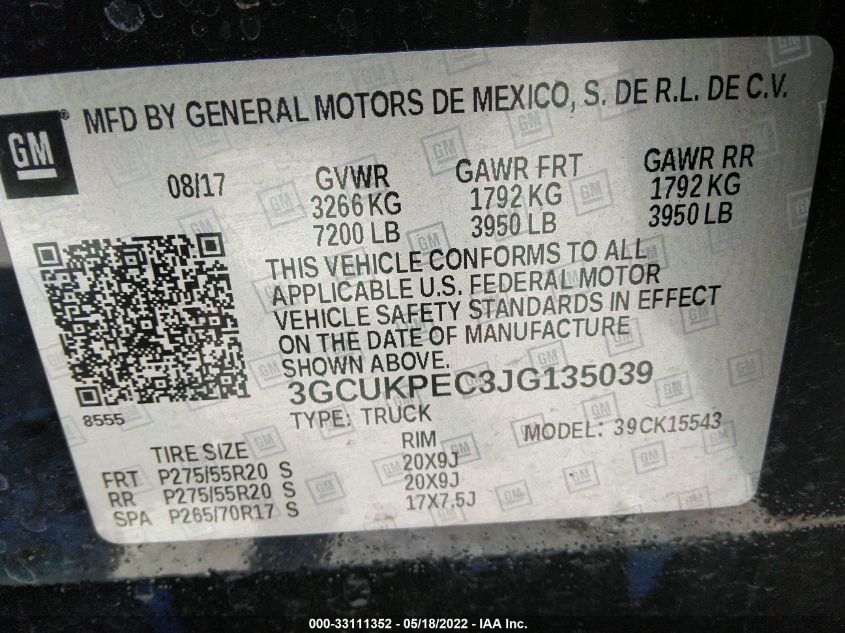 MFD BY GENERAL MOTORS DE MEXICO, S. DE R.L. DE C.V.
GM
®
08/17 GVWR GAWR FRT GAWR RR
3266 KG 1792 KG 1792 KG
7200 LB 3950 LB 3950 LB
THIS VEHICLE CONFORMS TO ALL
APPLICABLE U.S. FEDERAL MOTOR
VEHICLE SAFETY STANDARDS IN EFFECT
ON THE DATE OF MANUFACTURE
SHOWN ABOVE.
3GCUKPEC3JG135039
8555
TYPE: TRUCK MODEL: 39CK15543
TIRE SIZE RIM
FRT P275/55R20 S 20X9J
RR P275/55R20 S 20X9J
SPA P265/70R17 S 17X7.5J
000-33111352 - 05/18/2022 - IAA Inc.